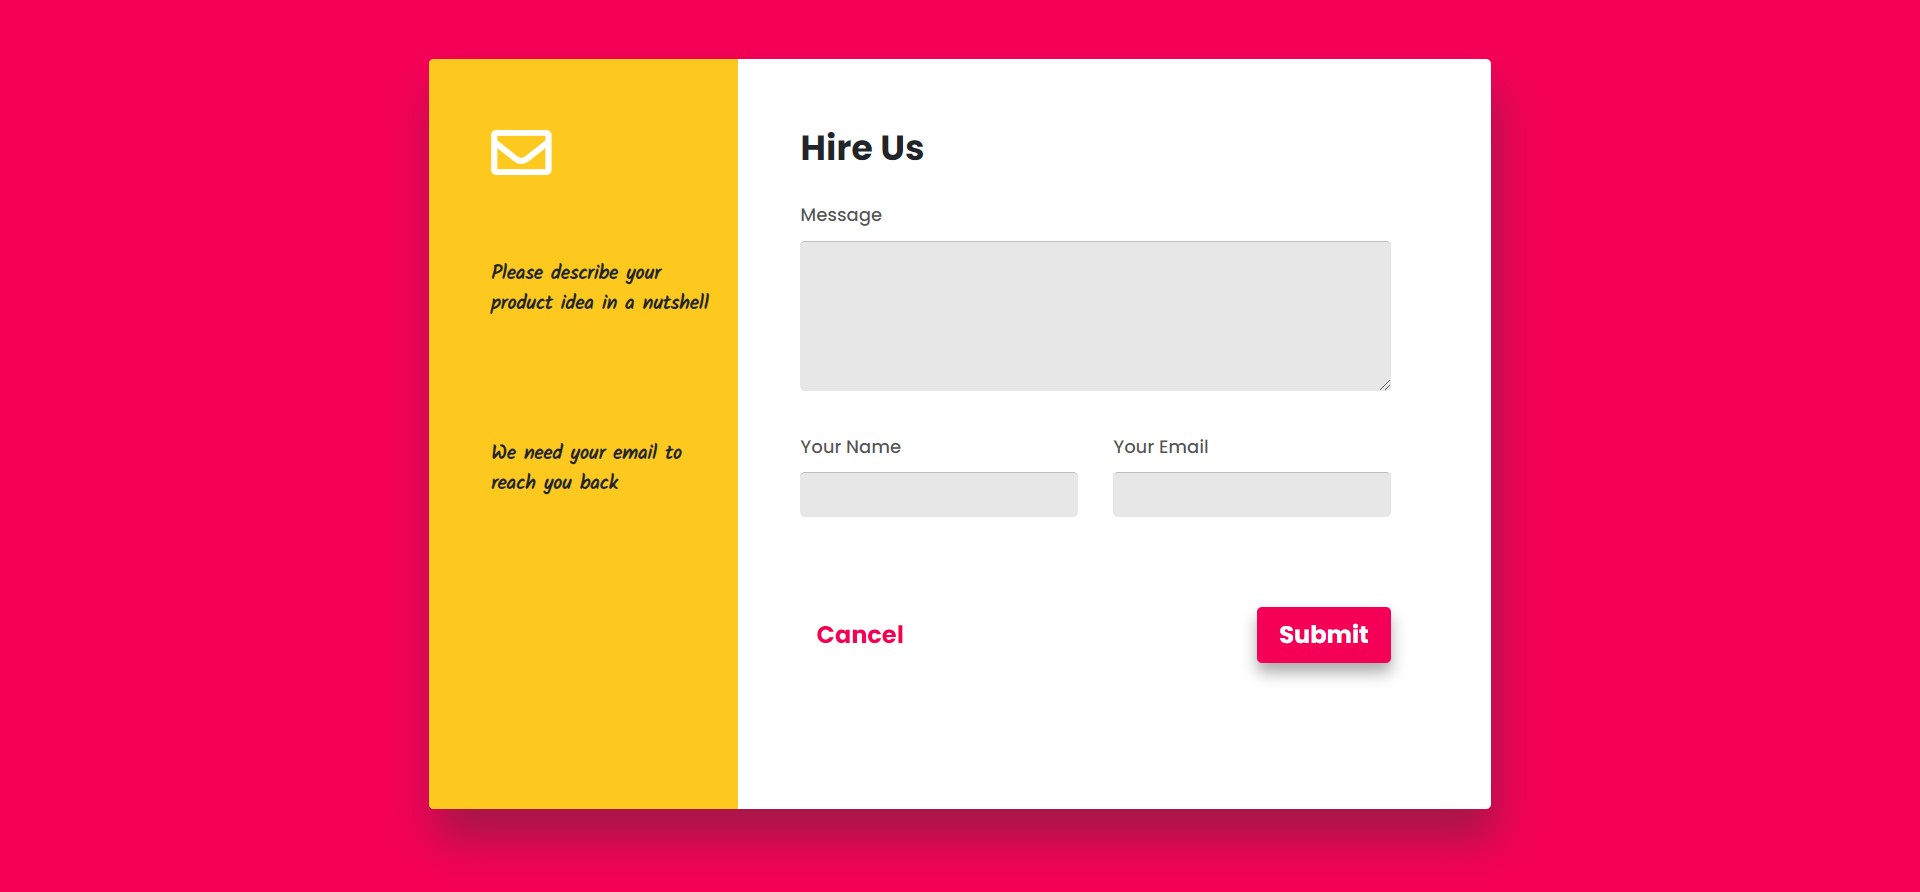 Please describe your
product idea in a nutshell
We need your email to
reach you back
Hire Us
Message
Your Name
Your Email
Cancel
Submit